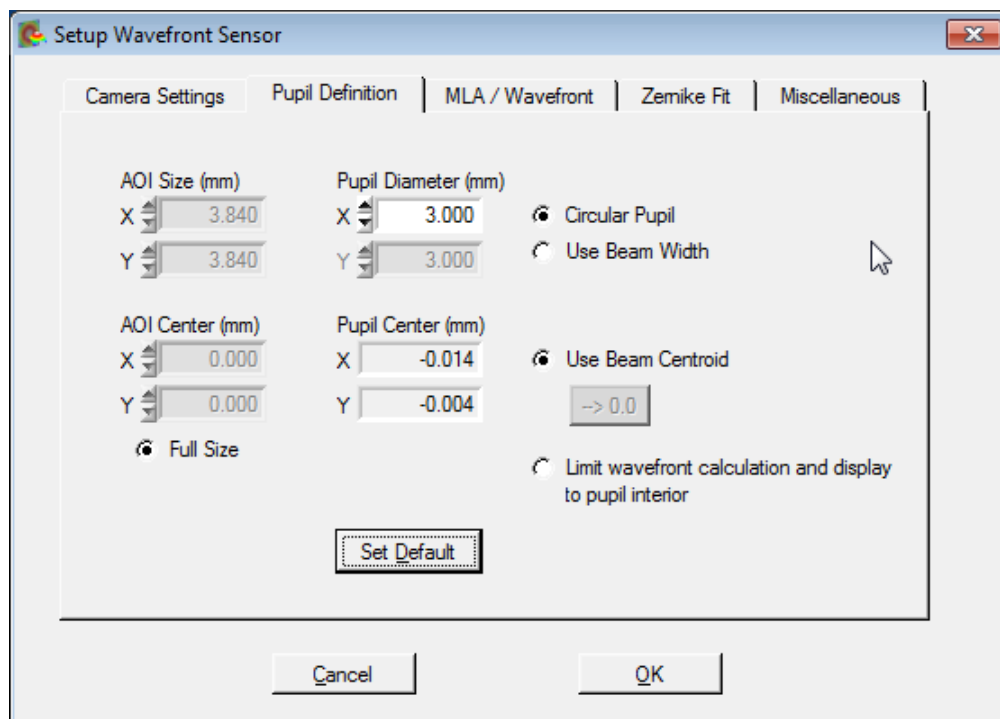 Setup Wavefront Sensor
Camera Settings
Pupil Definition
MLA / Wavefront
Zernike Fit
Miscellaneous
AOI Size (mm)
X 3.840
Y 3.840
Pupil Diameter (mm)
X 3.000
Y 3.000
Circular Pupil
Use Beam Width
AOI Center (mm)
X 0.000
Y 0.000
Full Size
Pupil Center (mm)
X -0.014
Y -0.004
Use Beam Centroid
--> 0.0
Limit wavefront calculation and display
to pupil interior
Set Default
Cancel
OK